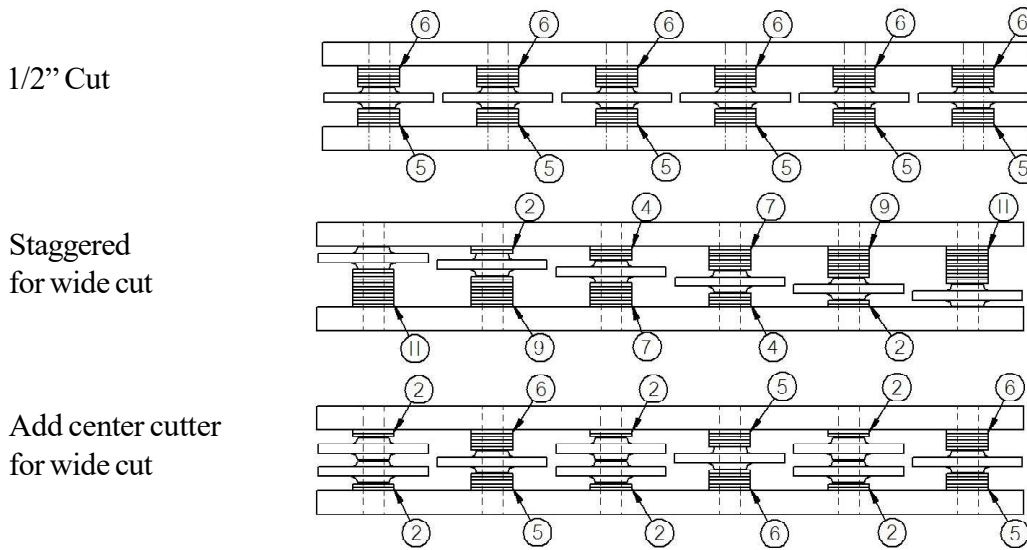 6 6 6 6 6 6
1/2” Cut
5 5 5 5 5 5
2 4 7 9 11
Staggered
for wide cut
11 9 7 4 2
2 6 2 5 2 6
Add center cutter
for wide cut
2 5 2 6 2 5